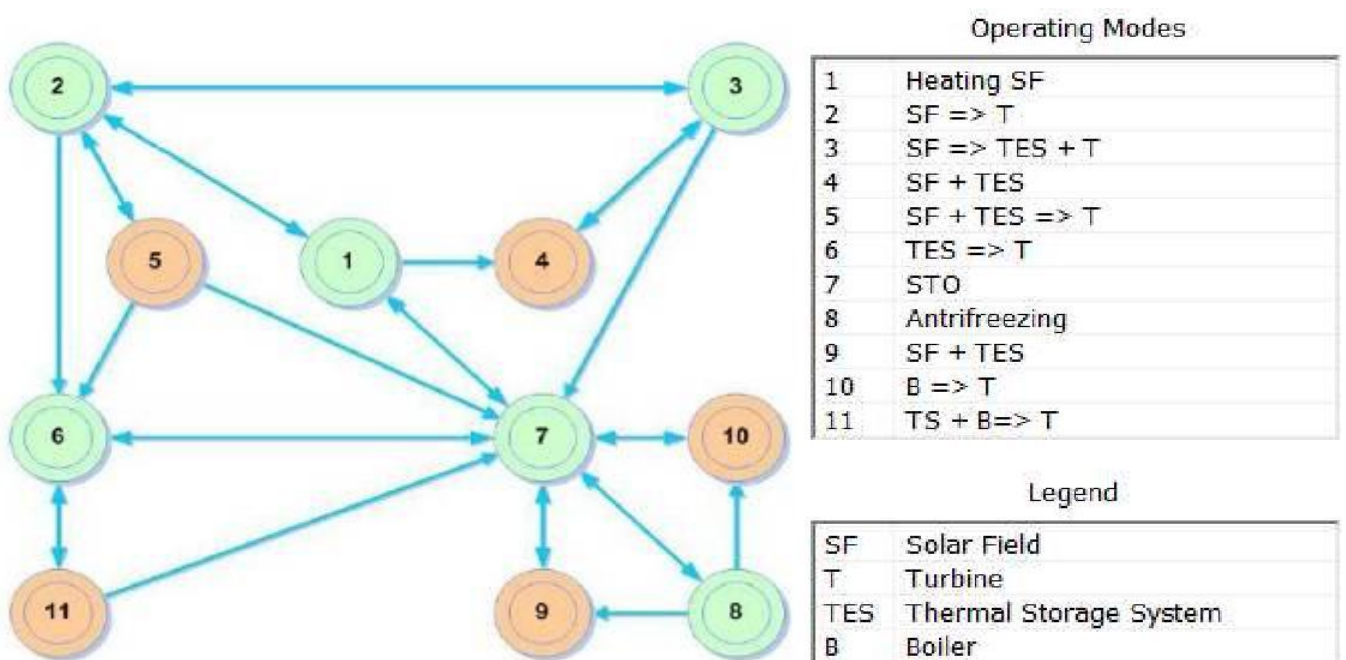 Operating Modes
1 Heating SF
2 SF => T
3 SF => TES + T
4 SF + TES
5 SF + TES => T
6 TES => T
7 STO
8 Antrifreezing
9 SF + TES
10 B => T
11 TS + B=> T
Legend
SF Solar Field
T Turbine
TES Thermal Storage System
B Boiler
2
3
5
1
4
6
7
10
11
9
8